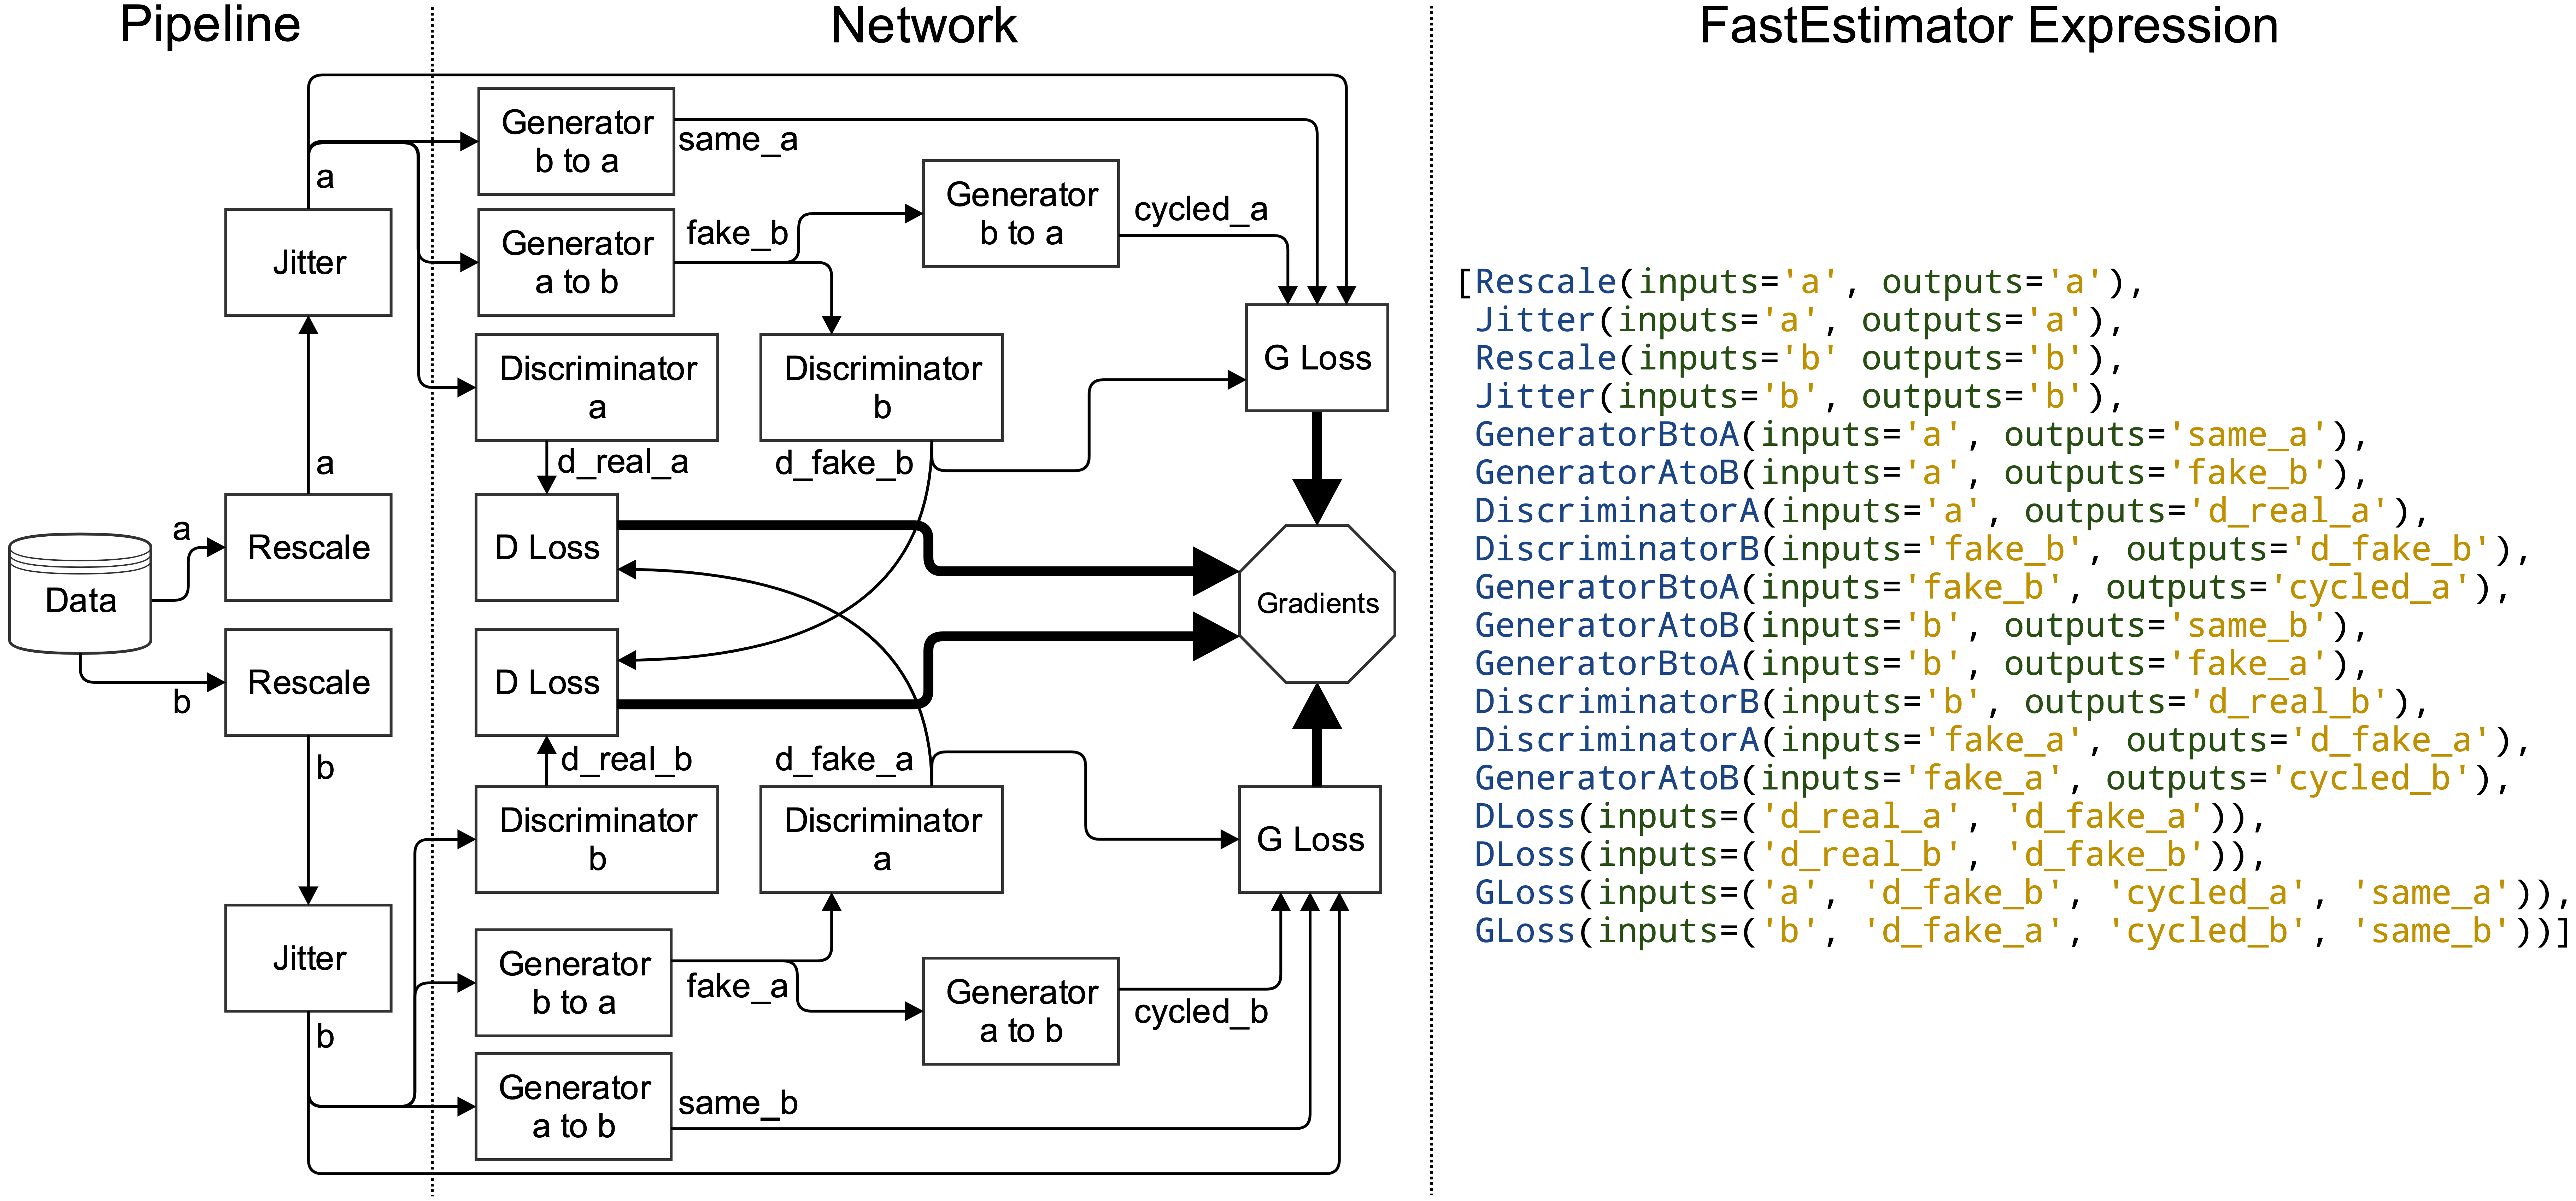 Pipeline
Network
FastEstimator Expression
Generator
b to a
same_a
a
Jitter
Generator
a to b
fake_b
Generator
b to a
cycled_a
Discriminator
a
Discriminator
b
G Loss
d_real_a
d_fake_b
a
Data
a
Rescale
D Loss
Gradients
b
Rescale
D Loss
b
d_real_b
d_fake_a
Discriminator
b
Discriminator
a
G Loss
Jitter
b
Generator
b to a
fake_a
Generator
a to b
cycled_b
Generator
a to b
same_b
[Rescale(inputs='a', outputs='a'),
Jitter(inputs='a', outputs='a'),
Rescale(inputs='b' outputs='b'),
Jitter(inputs='b', outputs='b'),
GeneratorBtoA(inputs='a', outputs='same_a'),
GeneratorAtoB(inputs='a', outputs='fake_b'),
DiscriminatorA(inputs='a', outputs='d_real_a'),
DiscriminatorB(inputs='fake_b', outputs='d_fake_b'),
GeneratorBtoA(inputs='fake_b', outputs='cycled_a'),
GeneratorAtoB(inputs='b', outputs='same_b'),
GeneratorBtoA(inputs='b', outputs='fake_a'),
DiscriminatorB(inputs='b', outputs='d_real_b'),
DiscriminatorA(inputs='fake_a', outputs='d_fake_a'),
GeneratorAtoB(inputs='fake_a', outputs='cycled_b'),
DLoss(inputs=('d_real_a', 'd_fake_a')),
DLoss(inputs=('d_real_b', 'd_fake_b')),
GLoss(inputs=('a', 'd_fake_b', 'cycled_a', 'same_a')),
GLoss(inputs=('b', 'd_fake_a', 'cycled_b', 'same_b'))]